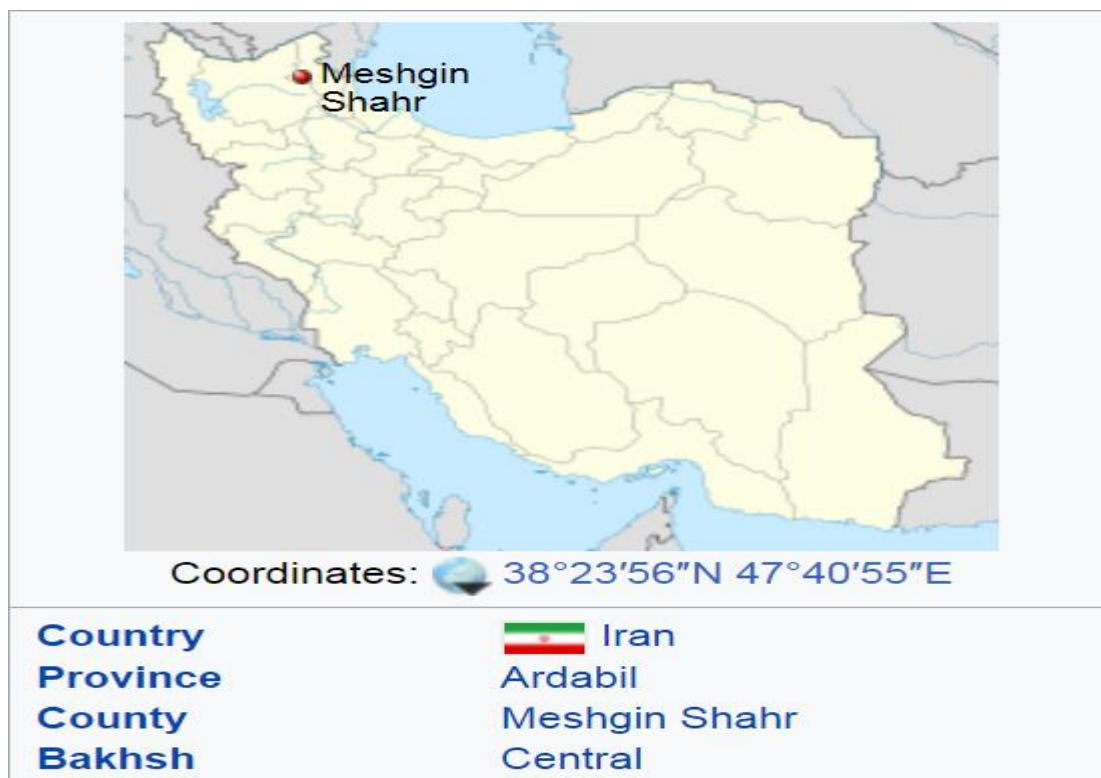 Meshgin
Shahr
Coordinates: 38°23′56″N 47°40′55″E
Country Iran
Province Ardabil
County Meshgin Shahr
Bakhsh Central